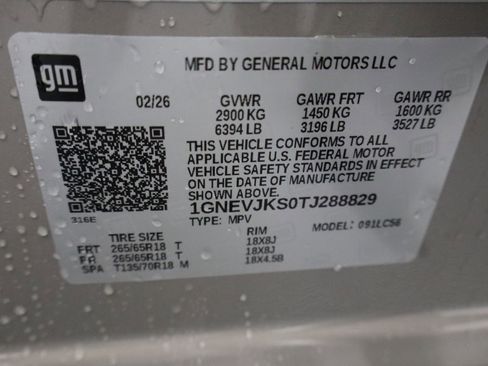 gm
MFD BY GENERAL MOTORS LLC
02/26 GVWR GAWR FRT GAWR RR
2900 KG 1450 KG 1600 KG
6394 LB 3196 LB 3527 LB
THIS VEHICLE CONFORMS TO ALL
APPLICABLE U.S. FEDERAL MOTOR
VEHICLE SAFETY STANDARDS IN EFFECT
ON THE DATE OF MANUFACTURE
SHOWN ABOVE.
1GNEVJKS0TJ288829
316E TYPE: MPV MODEL: 091LC56
TIRE SIZE RIM
FRT 265/65R18 T 18X8J
RR 265/65R18 T 18X8J
SPA T135/70R18 M 18X4.5B